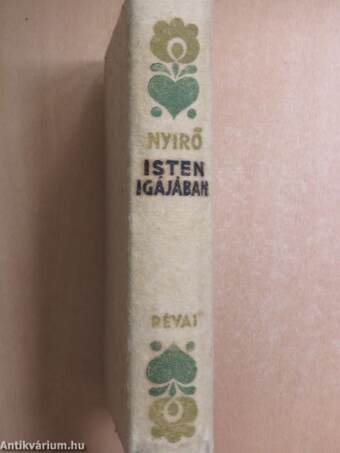 NYIRŐ
ISTEN
IGÁJÁBAN
RÉVAI
Antikvárium.hu